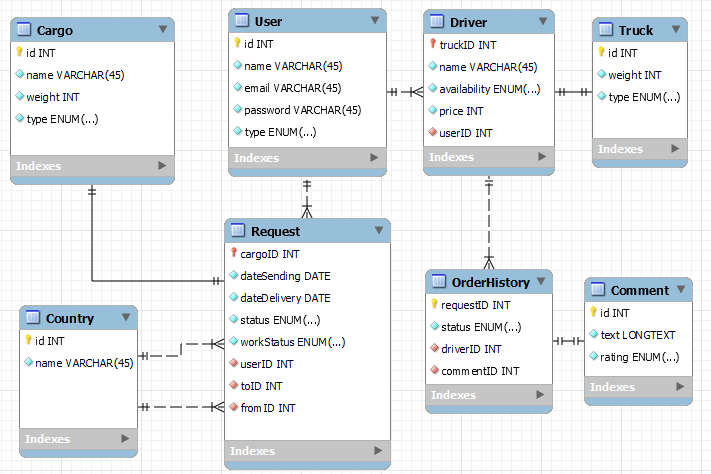 Cargo
id INT
name VARCHAR(45)
weight INT
type ENUM(...)
Indexes
User
id INT
name VARCHAR(45)
email VARCHAR(45)
password VARCHAR(45)
type ENUM(...)
Indexes
Driver
truckID INT
name VARCHAR(45)
availability ENUM(...)
price INT
userID INT
Indexes
Truck
id INT
weight INT
type ENUM(...)
Indexes
Request
cargoID INT
dateSending DATE
dateDelivery DATE
status ENUM(...)
workStatus ENUM(...)
userID INT
toID INT
fromID INT
Indexes
Country
id INT
name VARCHAR(45)
Indexes
OrderHistory
requestID INT
status ENUM(...)
driverID INT
commentID INT
Indexes
Comment
id INT
text LONGTEXT
rating ENUM(...)
Indexes